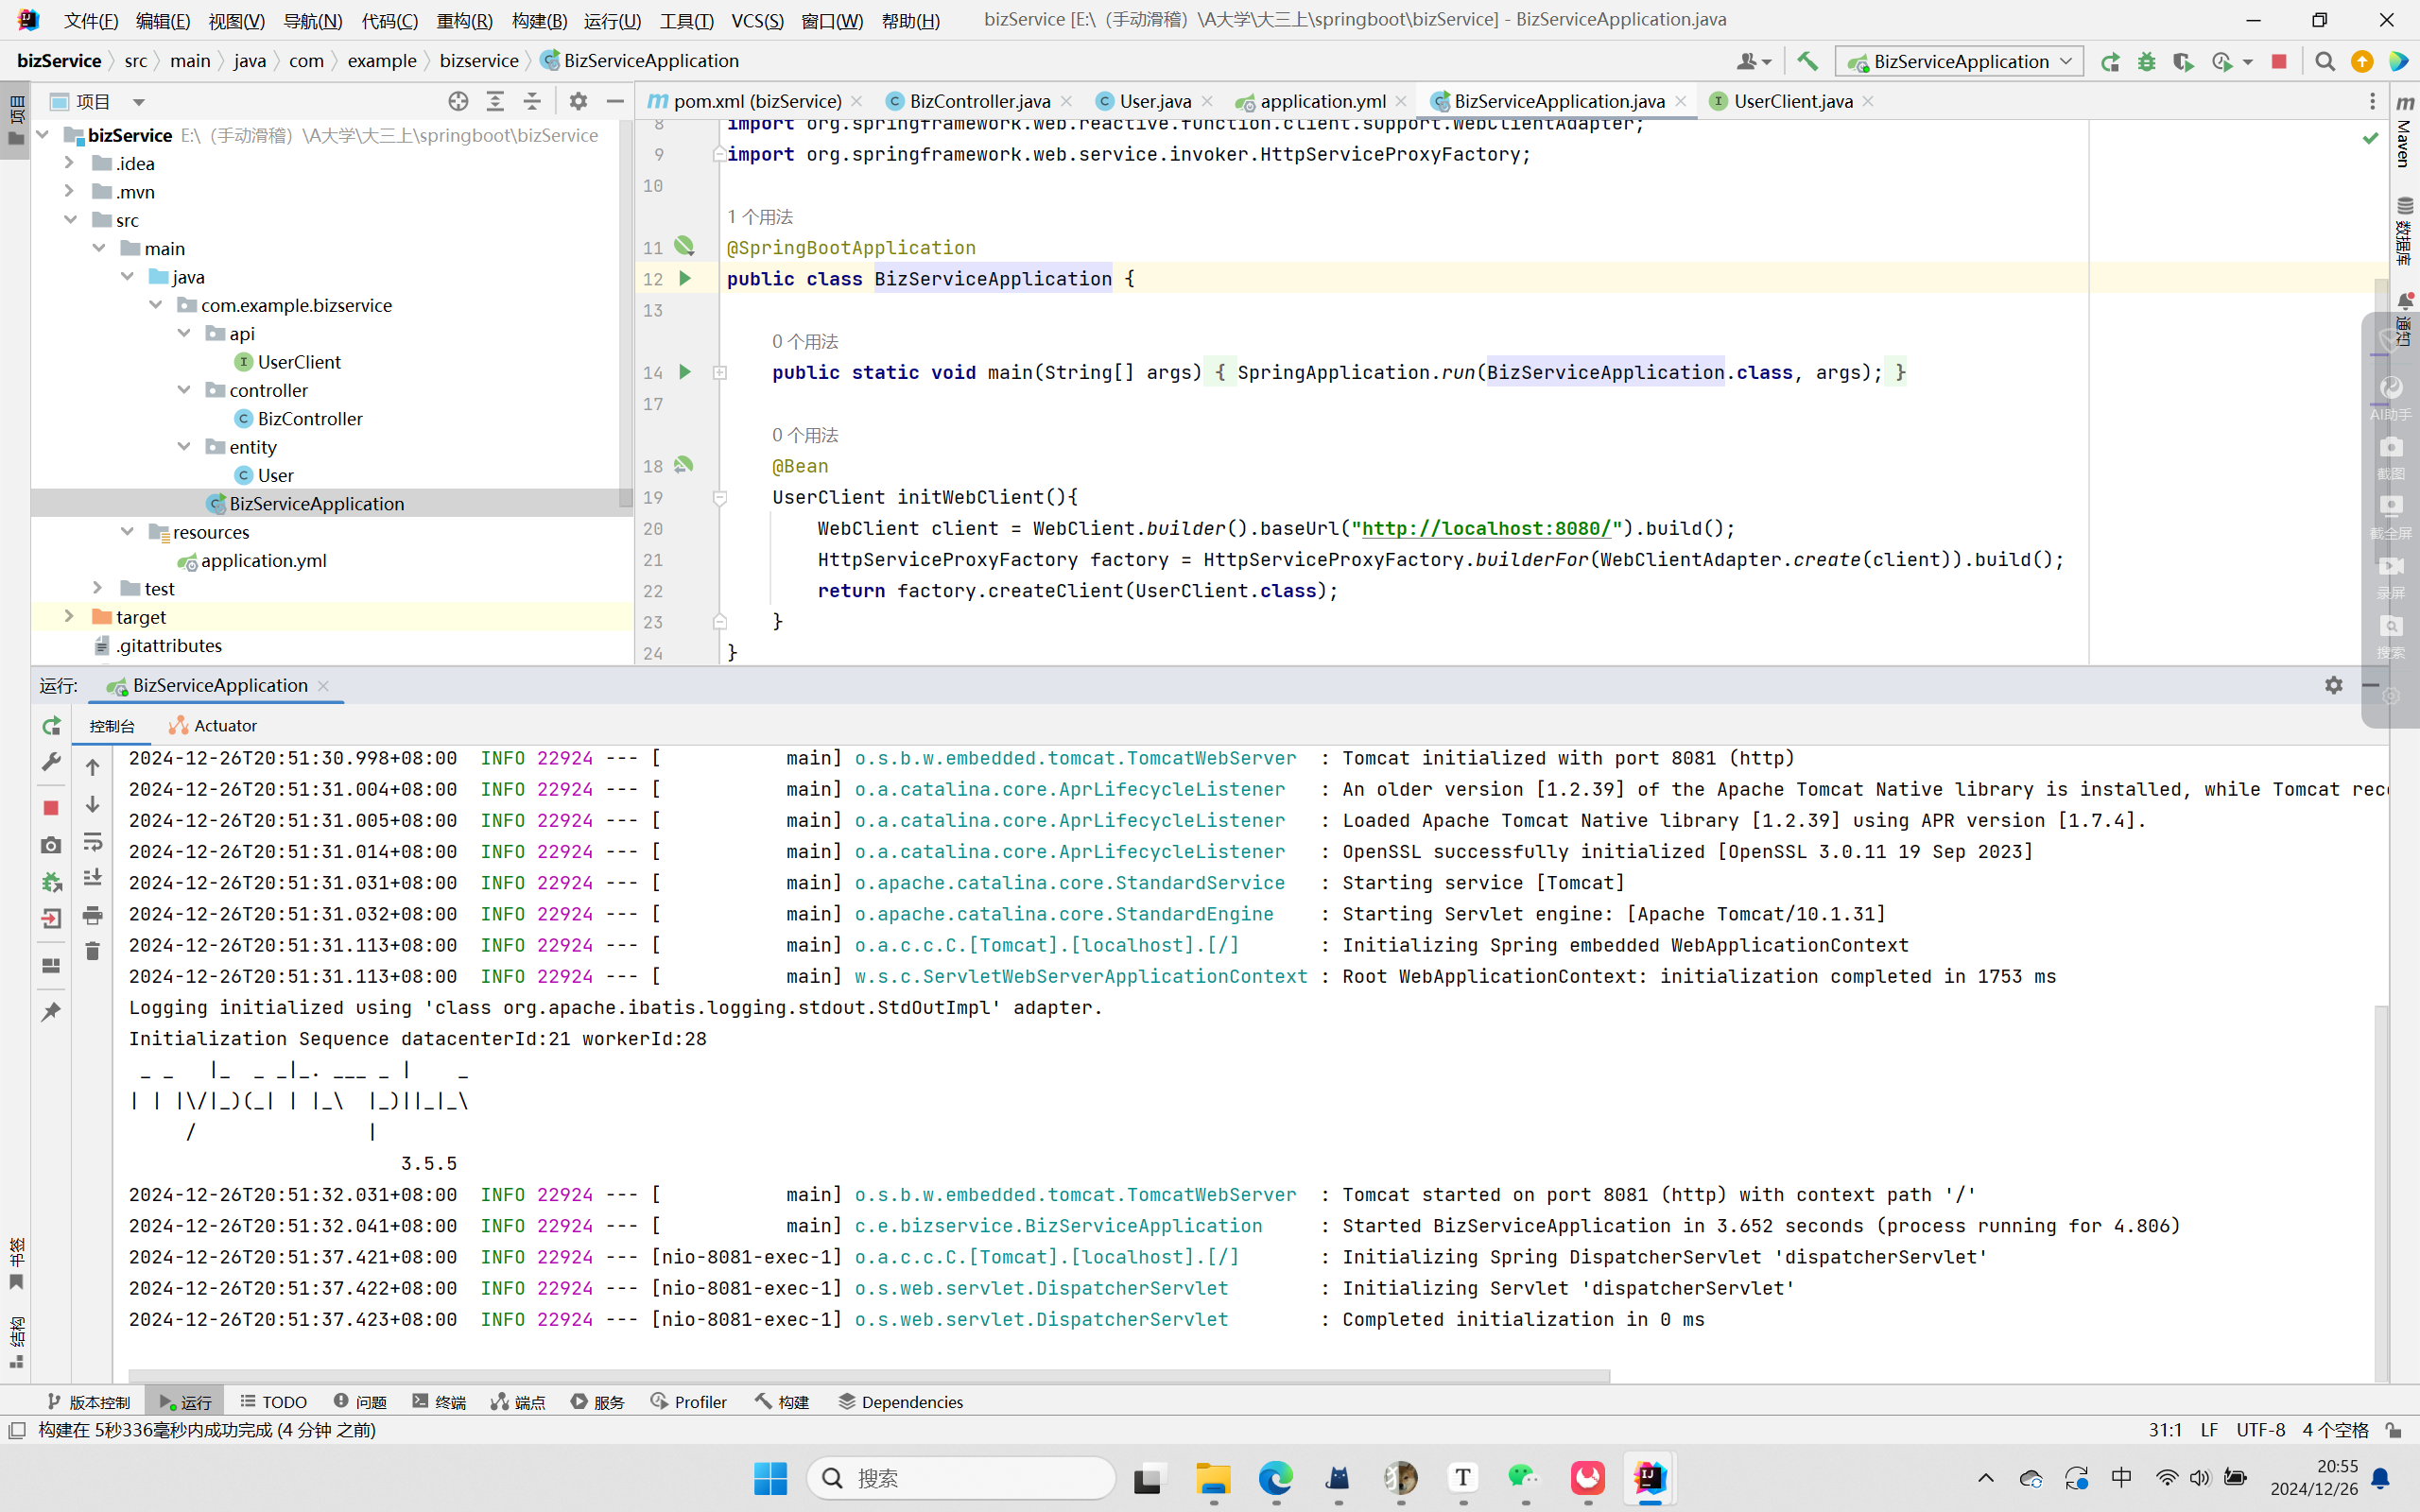 文件(F) 编辑(E) 视图(V) 导航(N) 代码(C) 重构(R) 构建(B) 运行(U) 工具(T) VCS(S) 窗口(W) 帮助(H) bizService [E:\（手动滑稽）\A大学\大三上\springboot\bizService] - BizServiceApplication.java
bizService src main java com example bizservice BizServiceApplication BizServiceApplication
项目
项目
pom.xml (bizService) BizController.java User.java application.yml BizServiceApplication.java UserClient.java
bizService E:\（手动滑稽）\A大学\大三上\springboot\bizService
.idea
.mvn
src
main
java
com.example.bizservice
api
UserClient
controller
BizController
entity
User
BizServiceApplication
resources
application.yml
test
target
.gitattributes
8 import org.springframework.web.reactive.function.client.support.WebClientAdapter;
9 import org.springframework.web.service.invoker.HttpServiceProxyFactory;
10
1 个用法
11 @SpringBootApplication
12 public class BizServiceApplication {
13
0 个用法
14 public static void main(String[] args) { SpringApplication.run(BizServiceApplication.class, args); }
17
0 个用法
18 @Bean
19 UserClient initWebClient(){
20 WebClient client = WebClient.builder().baseUrl("http://localhost:8080/").build();
21 HttpServiceProxyFactory factory = HttpServiceProxyFactory.builderFor(WebClientAdapter.create(client)).build();
22 return factory.createClient(UserClient.class);
23 }
24 }
Maven
数据库
通知
AI助手
截图
截全屏
录屏
搜索
运行: BizServiceApplication
控制台 Actuator
2024-12-26T20:51:30.998+08:00 INFO 22924 --- [ main] o.s.b.w.embedded.tomcat.TomcatWebServer : Tomcat initialized with port 8081 (http)
2024-12-26T20:51:31.004+08:00 INFO 22924 --- [ main] o.a.catalina.core.AprLifecycleListener : An older version [1.2.39] of the Apache Tomcat Native library is installed, while Tomcat rec
2024-12-26T20:51:31.005+08:00 INFO 22924 --- [ main] o.a.catalina.core.AprLifecycleListener : Loaded Apache Tomcat Native library [1.2.39] using APR version [1.7.4].
2024-12-26T20:51:31.014+08:00 INFO 22924 --- [ main] o.a.catalina.core.AprLifecycleListener : OpenSSL successfully initialized [OpenSSL 3.0.11 19 Sep 2023]
2024-12-26T20:51:31.031+08:00 INFO 22924 --- [ main] o.apache.catalina.core.StandardService : Starting service [Tomcat]
2024-12-26T20:51:31.032+08:00 INFO 22924 --- [ main] o.apache.catalina.core.StandardEngine : Starting Servlet engine: [Apache Tomcat/10.1.31]
2024-12-26T20:51:31.113+08:00 INFO 22924 --- [ main] o.a.c.c.C.[Tomcat].[localhost].[/] : Initializing Spring embedded WebApplicationContext
2024-12-26T20:51:31.113+08:00 INFO 22924 --- [ main] w.s.c.ServletWebServerApplicationContext : Root WebApplicationContext: initialization completed in 1753 ms
Logging initialized using 'class org.apache.ibatis.logging.stdout.StdOutImpl' adapter.
Initialization Sequence datacenterId:21 workerId:28
 _ _   |_  _ _|_. ___ _ |    _
| | |\/|_)(_| | |_\  |_)||_|_\
     /               |
3.5.5
2024-12-26T20:51:32.031+08:00 INFO 22924 --- [ main] o.s.b.w.embedded.tomcat.TomcatWebServer : Tomcat started on port 8081 (http) with context path '/'
2024-12-26T20:51:32.041+08:00 INFO 22924 --- [ main] c.e.bizservice.BizServiceApplication : Started BizServiceApplication in 3.652 seconds (process running for 4.806)
2024-12-26T20:51:37.421+08:00 INFO 22924 --- [nio-8081-exec-1] o.a.c.c.C.[Tomcat].[localhost].[/] : Initializing Spring DispatcherServlet 'dispatcherServlet'
2024-12-26T20:51:37.422+08:00 INFO 22924 --- [nio-8081-exec-1] o.s.web.servlet.DispatcherServlet : Initializing Servlet 'dispatcherServlet'
2024-12-26T20:51:37.423+08:00 INFO 22924 --- [nio-8081-exec-1] o.s.web.servlet.DispatcherServlet : Completed initialization in 0 ms
书签
结构
版本控制 运行 TODO 问题 终端 端点 服务 Profiler 构建 Dependencies
构建在 5秒336毫秒内成功完成 (4 分钟 之前) 31:1 LF UTF-8 4 个空格
搜索 中 20:55
2024/12/26